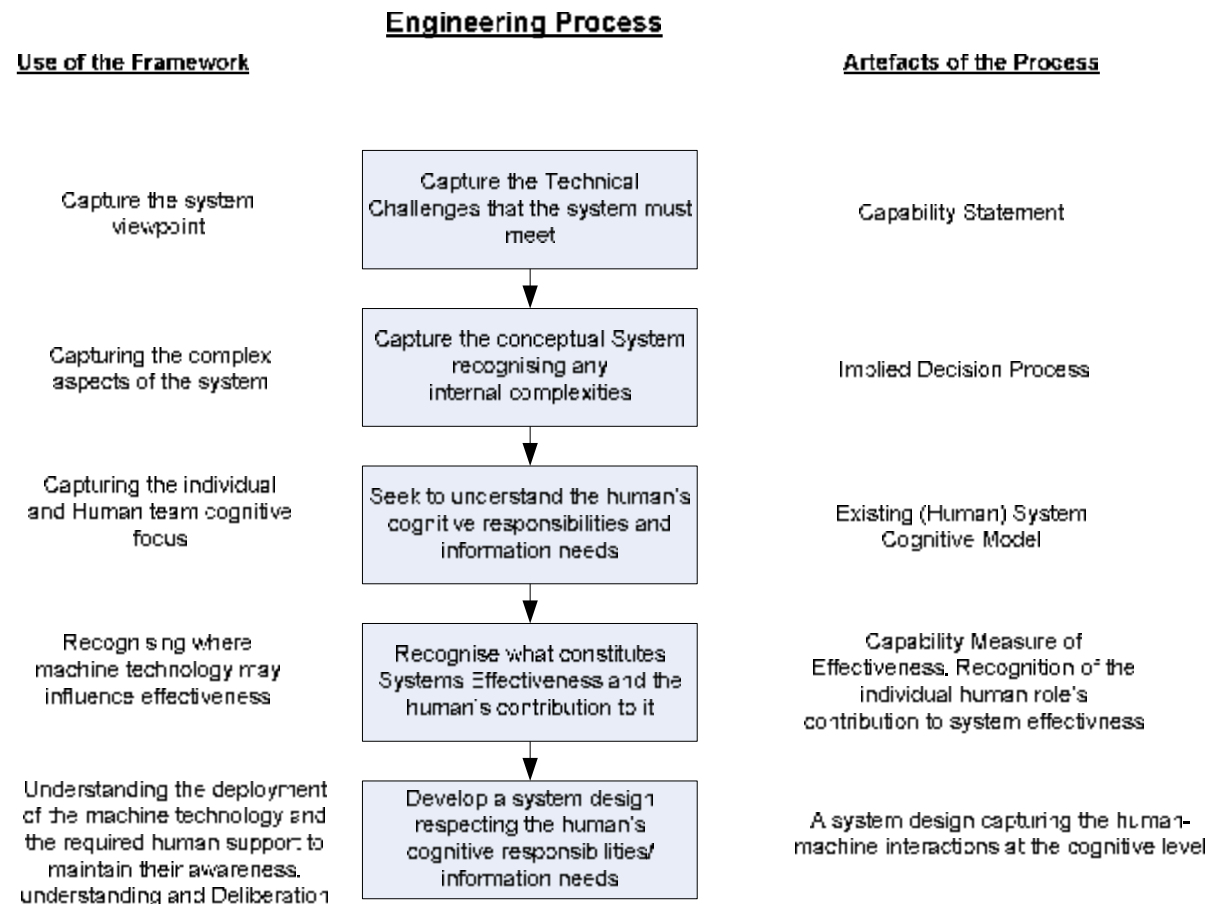 Engineering Process
Use of the Framework
Artefacts of the Process
Capture the system
viewpoint
Capture the Technical
Challenges that the system must
meet
Capability Statement
Capturing the complex
aspects of the system
Capture the conceptual System
recognising any
internal complexities
Implied Decision Process
Capturing the individual
and Human team cognitive
focus
Seek to understand the human's
cognitive responsibilities and
information needs
Existing (Human) System
Cognitive Model
Recognising where
machine technology may
influence effectiveness
Recognise what constitutes
Systems Effectiveness and the
human's contribution to it
Capability Measure of
Effectiveness. Recognition of the
individual human role's
contribution to system effectivness
Understanding the deployment
of the machine technology and
the required human support to
maintain their awareness,
understanding and Deliberation
Develop a system design
respecting the human's
cognitive responsibilities/
information needs
A system design capturing the human-
machine interactions at the cognitive level